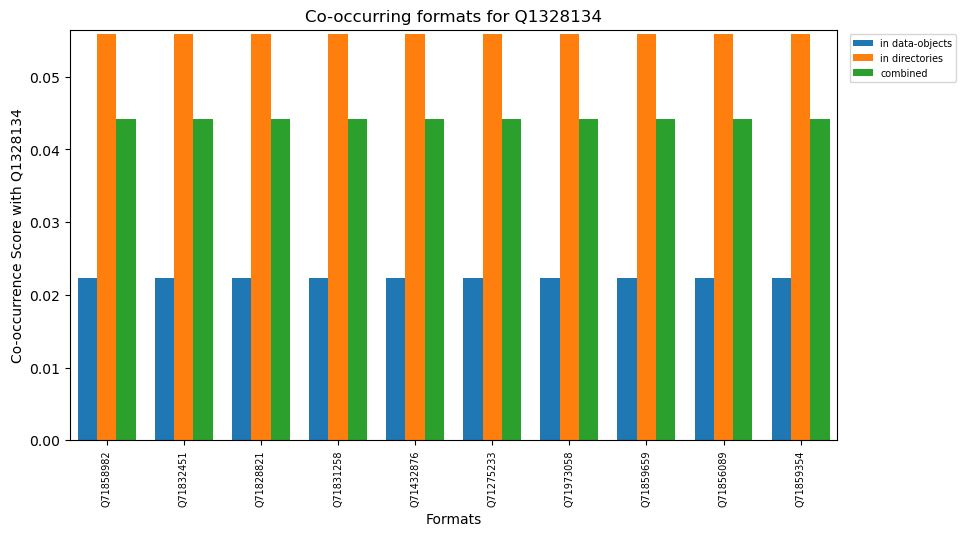 Co-occurring formats for Q1328134
in data-objects
in directories
combined
Co-occurrence Score with Q1328134
0.05
0.04
0.03
0.02
0.01
0.00
Q71858982
Q71832451
Q71828821
Q71831258
Q71432876
Q71275233
Q71973058
Q71859659
Q71856089
Q71859354
Formats